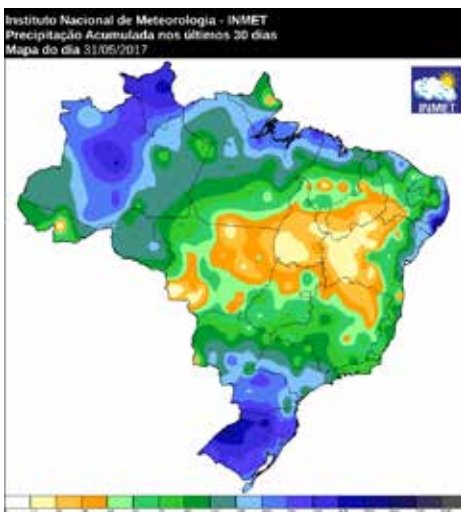 Instituto Nacional de Meteorologia - INMET
Precipitação Acumulada nos últimos 30 dias
Mapa do dia 31/05/2017
INMET